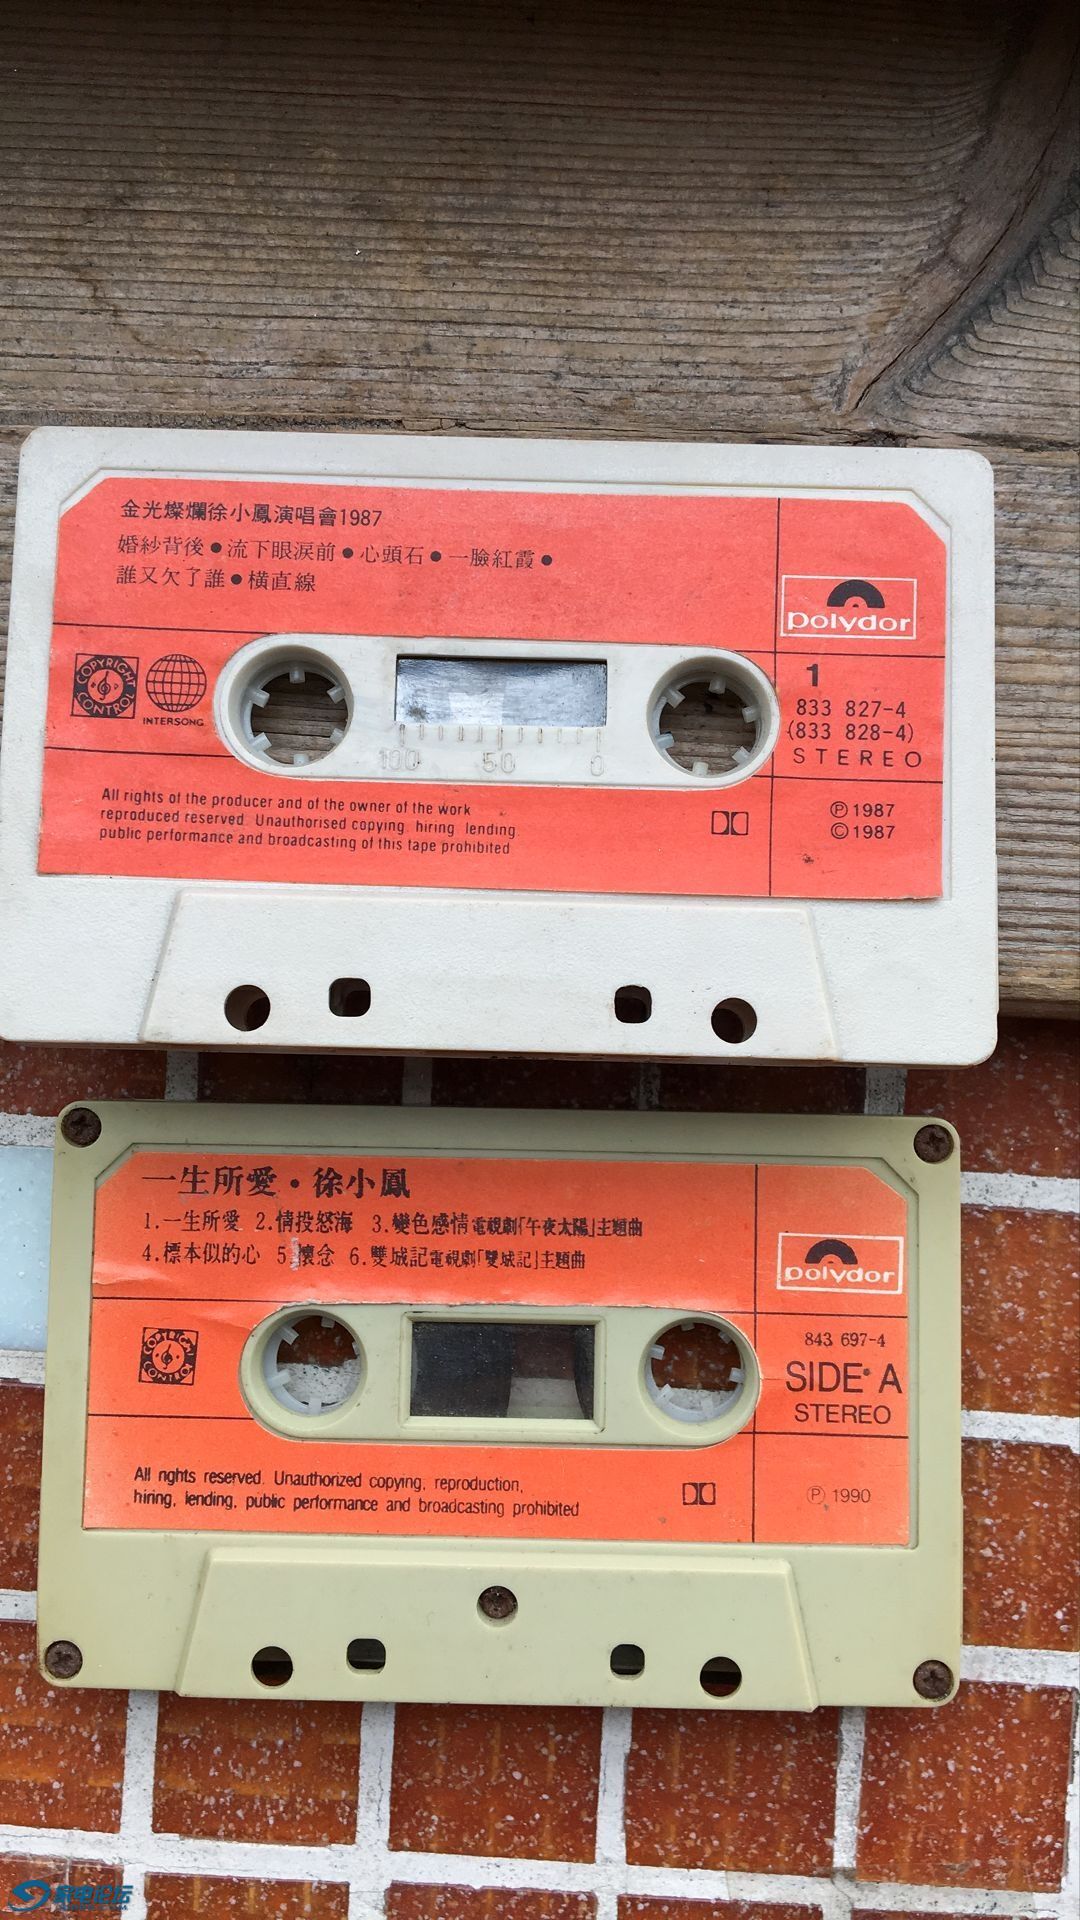 金光燦爛徐小鳳演唱會1987
婚紗背後●流下眼淚前●心頭石●一臉紅霞●
誰又欠了誰●橫直線
polydor
COPYRIGHT CONTROL
INTERSONG
1
833 827-4
(833 828-4)
STEREO
100 50 0
All rights of the producer and of the owner of the work
reproduced reserved. Unauthorised copying, hiring, lending,
public performance and broadcasting of this tape prohibited
Ⓟ1987
©1987
一生所愛・徐小鳳
1.一生所愛 2.情投怒海 3.變色感情電視劇「午夜太陽」主題曲
4.標本似的心 5.懷念 6.雙城記電視劇「雙城記」主題曲
polydor
COPYRIGHT CONTROL
843 697-4
SIDE A
STEREO
All rights reserved. Unauthorized copying, reproduction,
hiring, lending, public performance and broadcasting prohibited
Ⓟ 1990
家电论坛